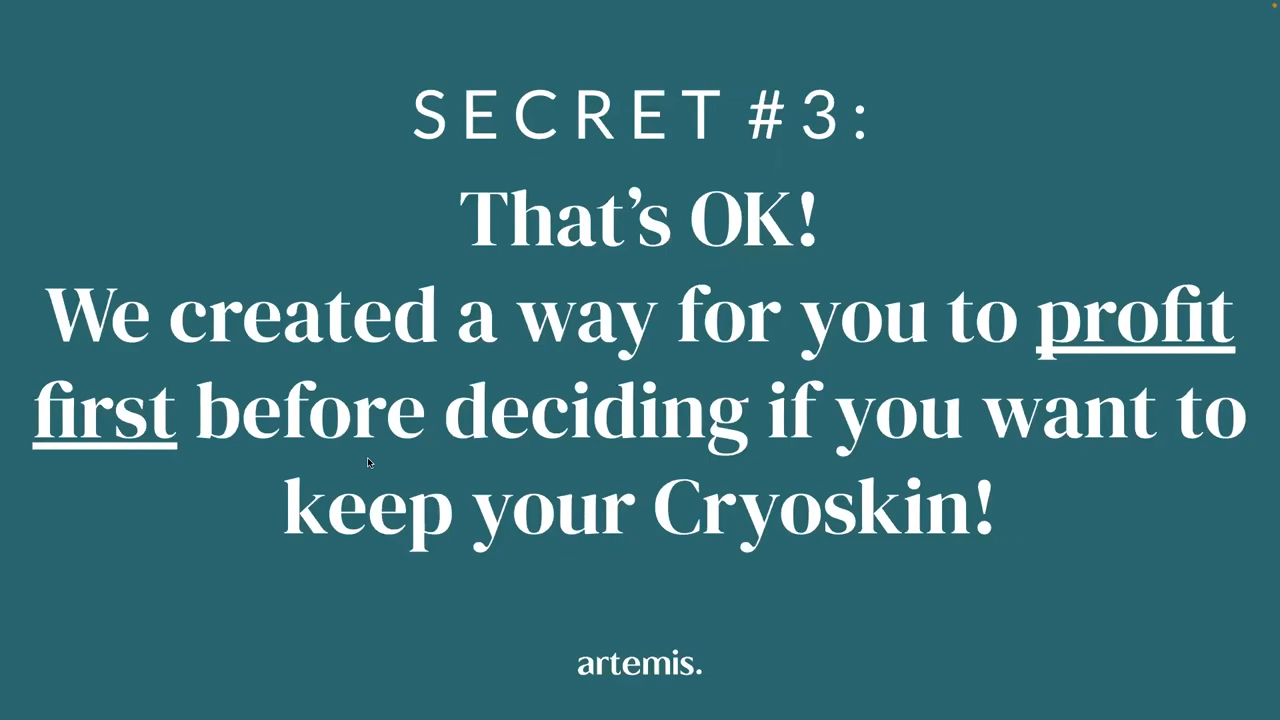 SECRET #3:
That’s OK!
We created a way for you to profit
first before deciding if you want to
keep your Cryoskin!
artemis.